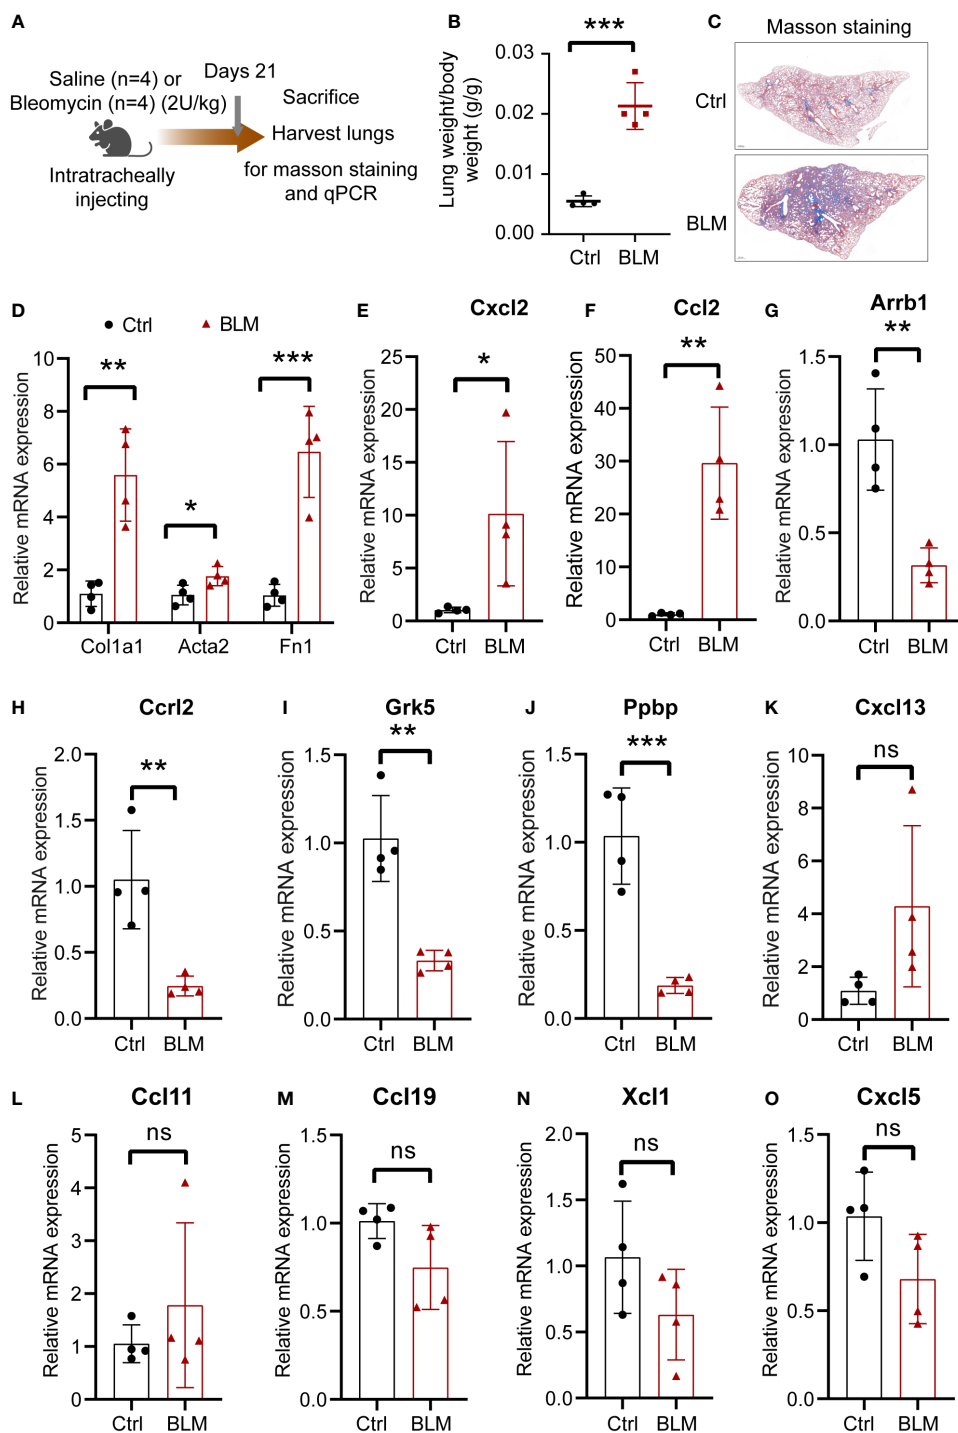 A
Saline (n=4) or
Bleomycin (n=4) (2U/kg)
Days 21
Sacrifice
Harvest lungs
for masson staining
and qPCR
Intratracheally
injecting
B
***
Lung weight/body
weight (g/g)
0.03
0.02
0.01
0.00
Ctrl BLM
C
Masson staining
Ctrl
BLM
D
Ctrl BLM
Relative mRNA expression
10
8
6
4
2
0
**
*
***
Col1a1 Acta2 Fn1
E
Cxcl2
Relative mRNA expression
25
20
15
10
5
0
*
Ctrl BLM
F
Ccl2
Relative mRNA expression
50
40
30
20
10
0
**
Ctrl BLM
G
Arrb1
Relative mRNA expression
1.5
1.0
0.5
0.0
**
Ctrl BLM
H
Ccrl2
Relative mRNA expression
2.0
1.5
1.0
0.5
0.0
**
Ctrl BLM
I
Grk5
Relative mRNA expression
1.5
1.0
0.5
0.0
**
Ctrl BLM
J
Ppbp
Relative mRNA expression
1.5
1.0
0.5
0.0
***
Ctrl BLM
K
Cxcl13
Relative mRNA expression
10
8
6
4
2
0
ns
Ctrl BLM
L
Ccl11
Relative mRNA expression
5
4
3
2
1
0
ns
Ctrl BLM
M
Ccl19
Relative mRNA expression
1.5
1.0
0.5
0.0
ns
Ctrl BLM
N
Xcl1
Relative mRNA expression
2.0
1.5
1.0
0.5
0.0
ns
Ctrl BLM
O
Cxcl5
Relative mRNA expression
1.5
1.0
0.5
0.0
ns
Ctrl BLM